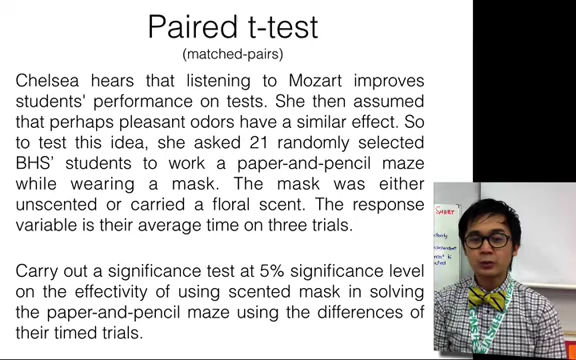 Paired t-test
(matched-pairs)
Chelsea hears that listening to Mozart improves
students' performance on tests. She then assumed
that perhaps pleasant odors have a similar effect. So
to test this idea, she asked 21 randomly selected
BHS' students to work a paper-and-pencil maze
while wearing a mask. The mask was either
unscented or carried a floral scent. The response
variable is their average time on three trials.
Carry out a significance test at 5% significance level
on the effectivity of using scented mask in solving
the paper-and-pencil maze using the differences of
their timed trials.
SMART